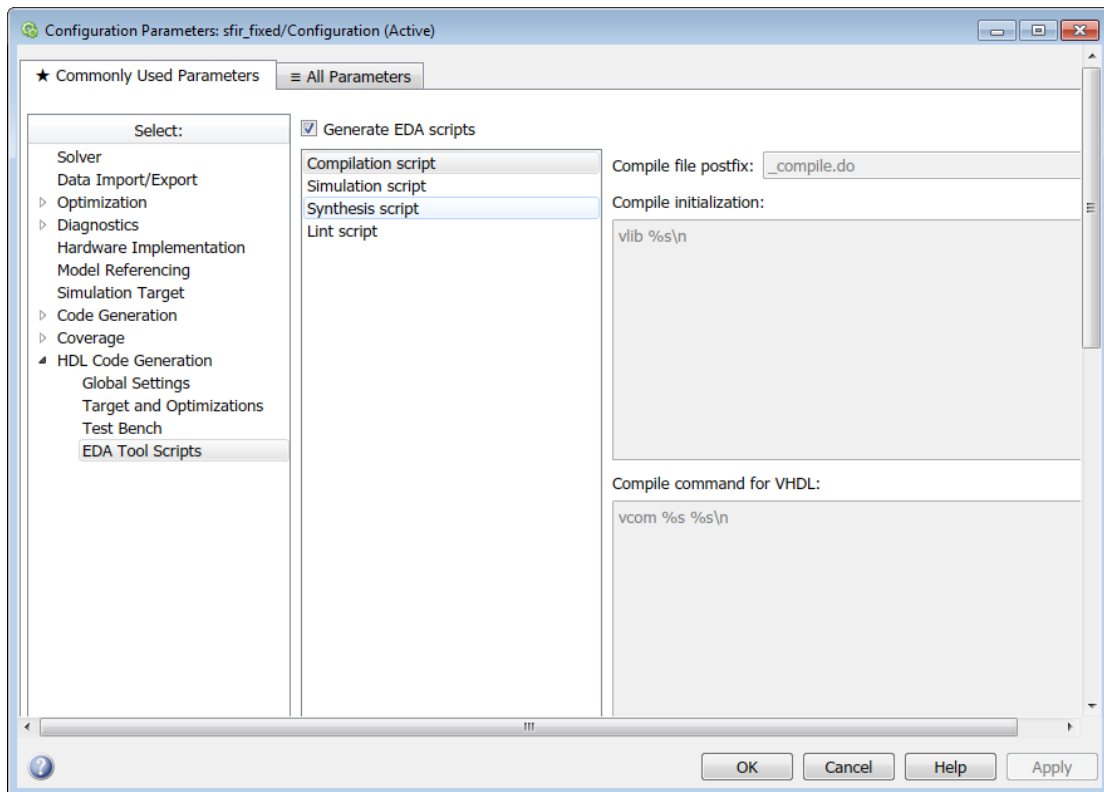 Configuration Parameters: sfir_fixed/Configuration (Active)
★ Commonly Used Parameters
≡ All Parameters
Select:
Solver
Data Import/Export
Optimization
Diagnostics
Hardware Implementation
Model Referencing
Simulation Target
Code Generation
Coverage
HDL Code Generation
Global Settings
Target and Optimizations
Test Bench
EDA Tool Scripts
Generate EDA scripts
Compilation script
Simulation script
Synthesis script
Lint script
Compile file postfix: _compile.do
Compile initialization:
vlib %s\n
Compile command for VHDL:
vcom %s %s\n
OK
Cancel
Help
Apply